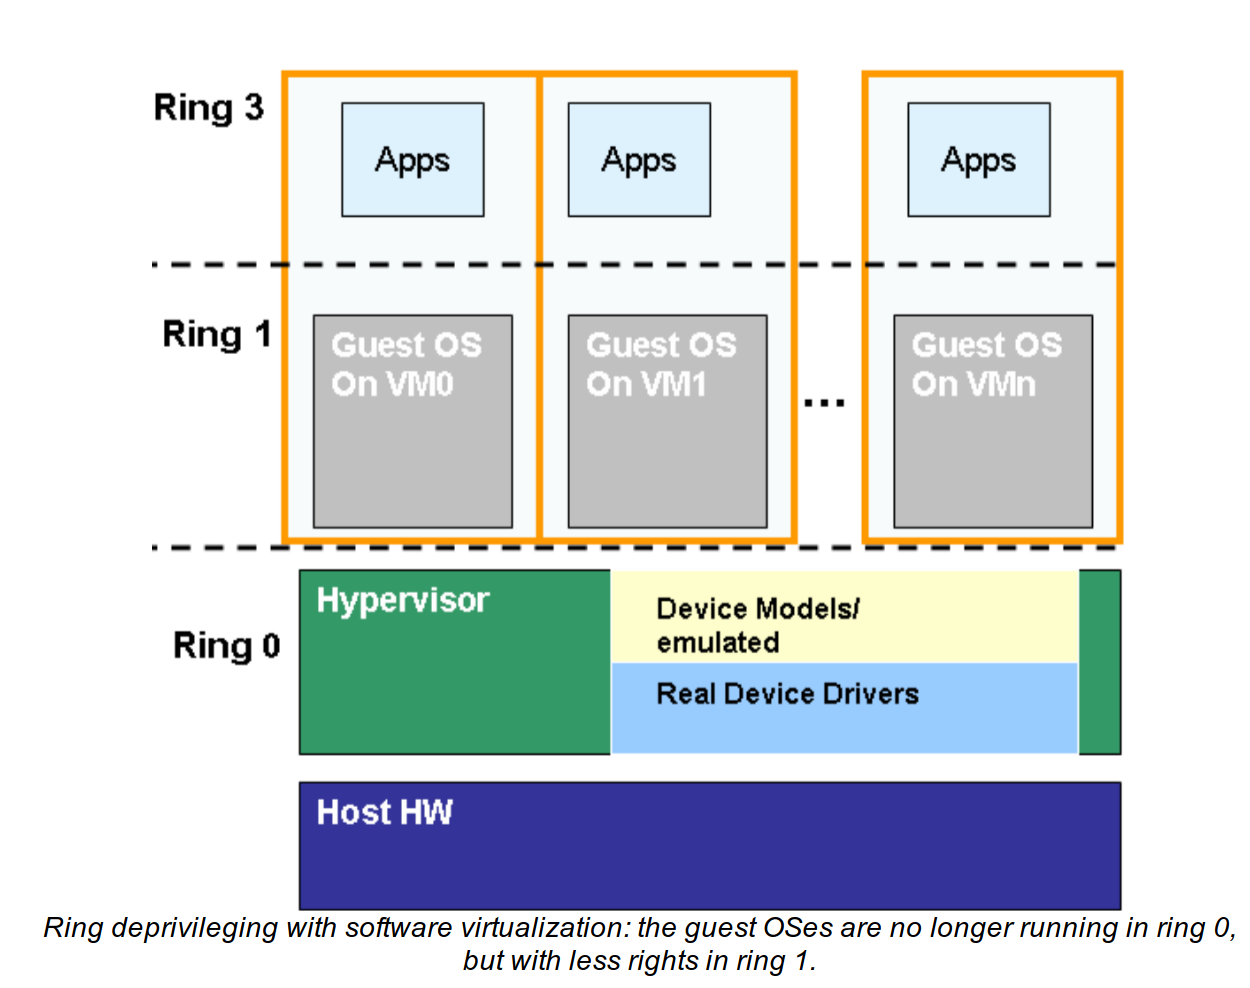 Ring 3
Apps
Apps
Apps
Ring 1
Guest OS
On VM0
Guest OS
On VM1
...
Guest OS
On VMn
Ring 0
Hypervisor
Device Models/
emulated
Real Device Drivers
Host HW
Ring deprivileging with software virtualization: the guest OSes are no longer running in ring 0,
but with less rights in ring 1.